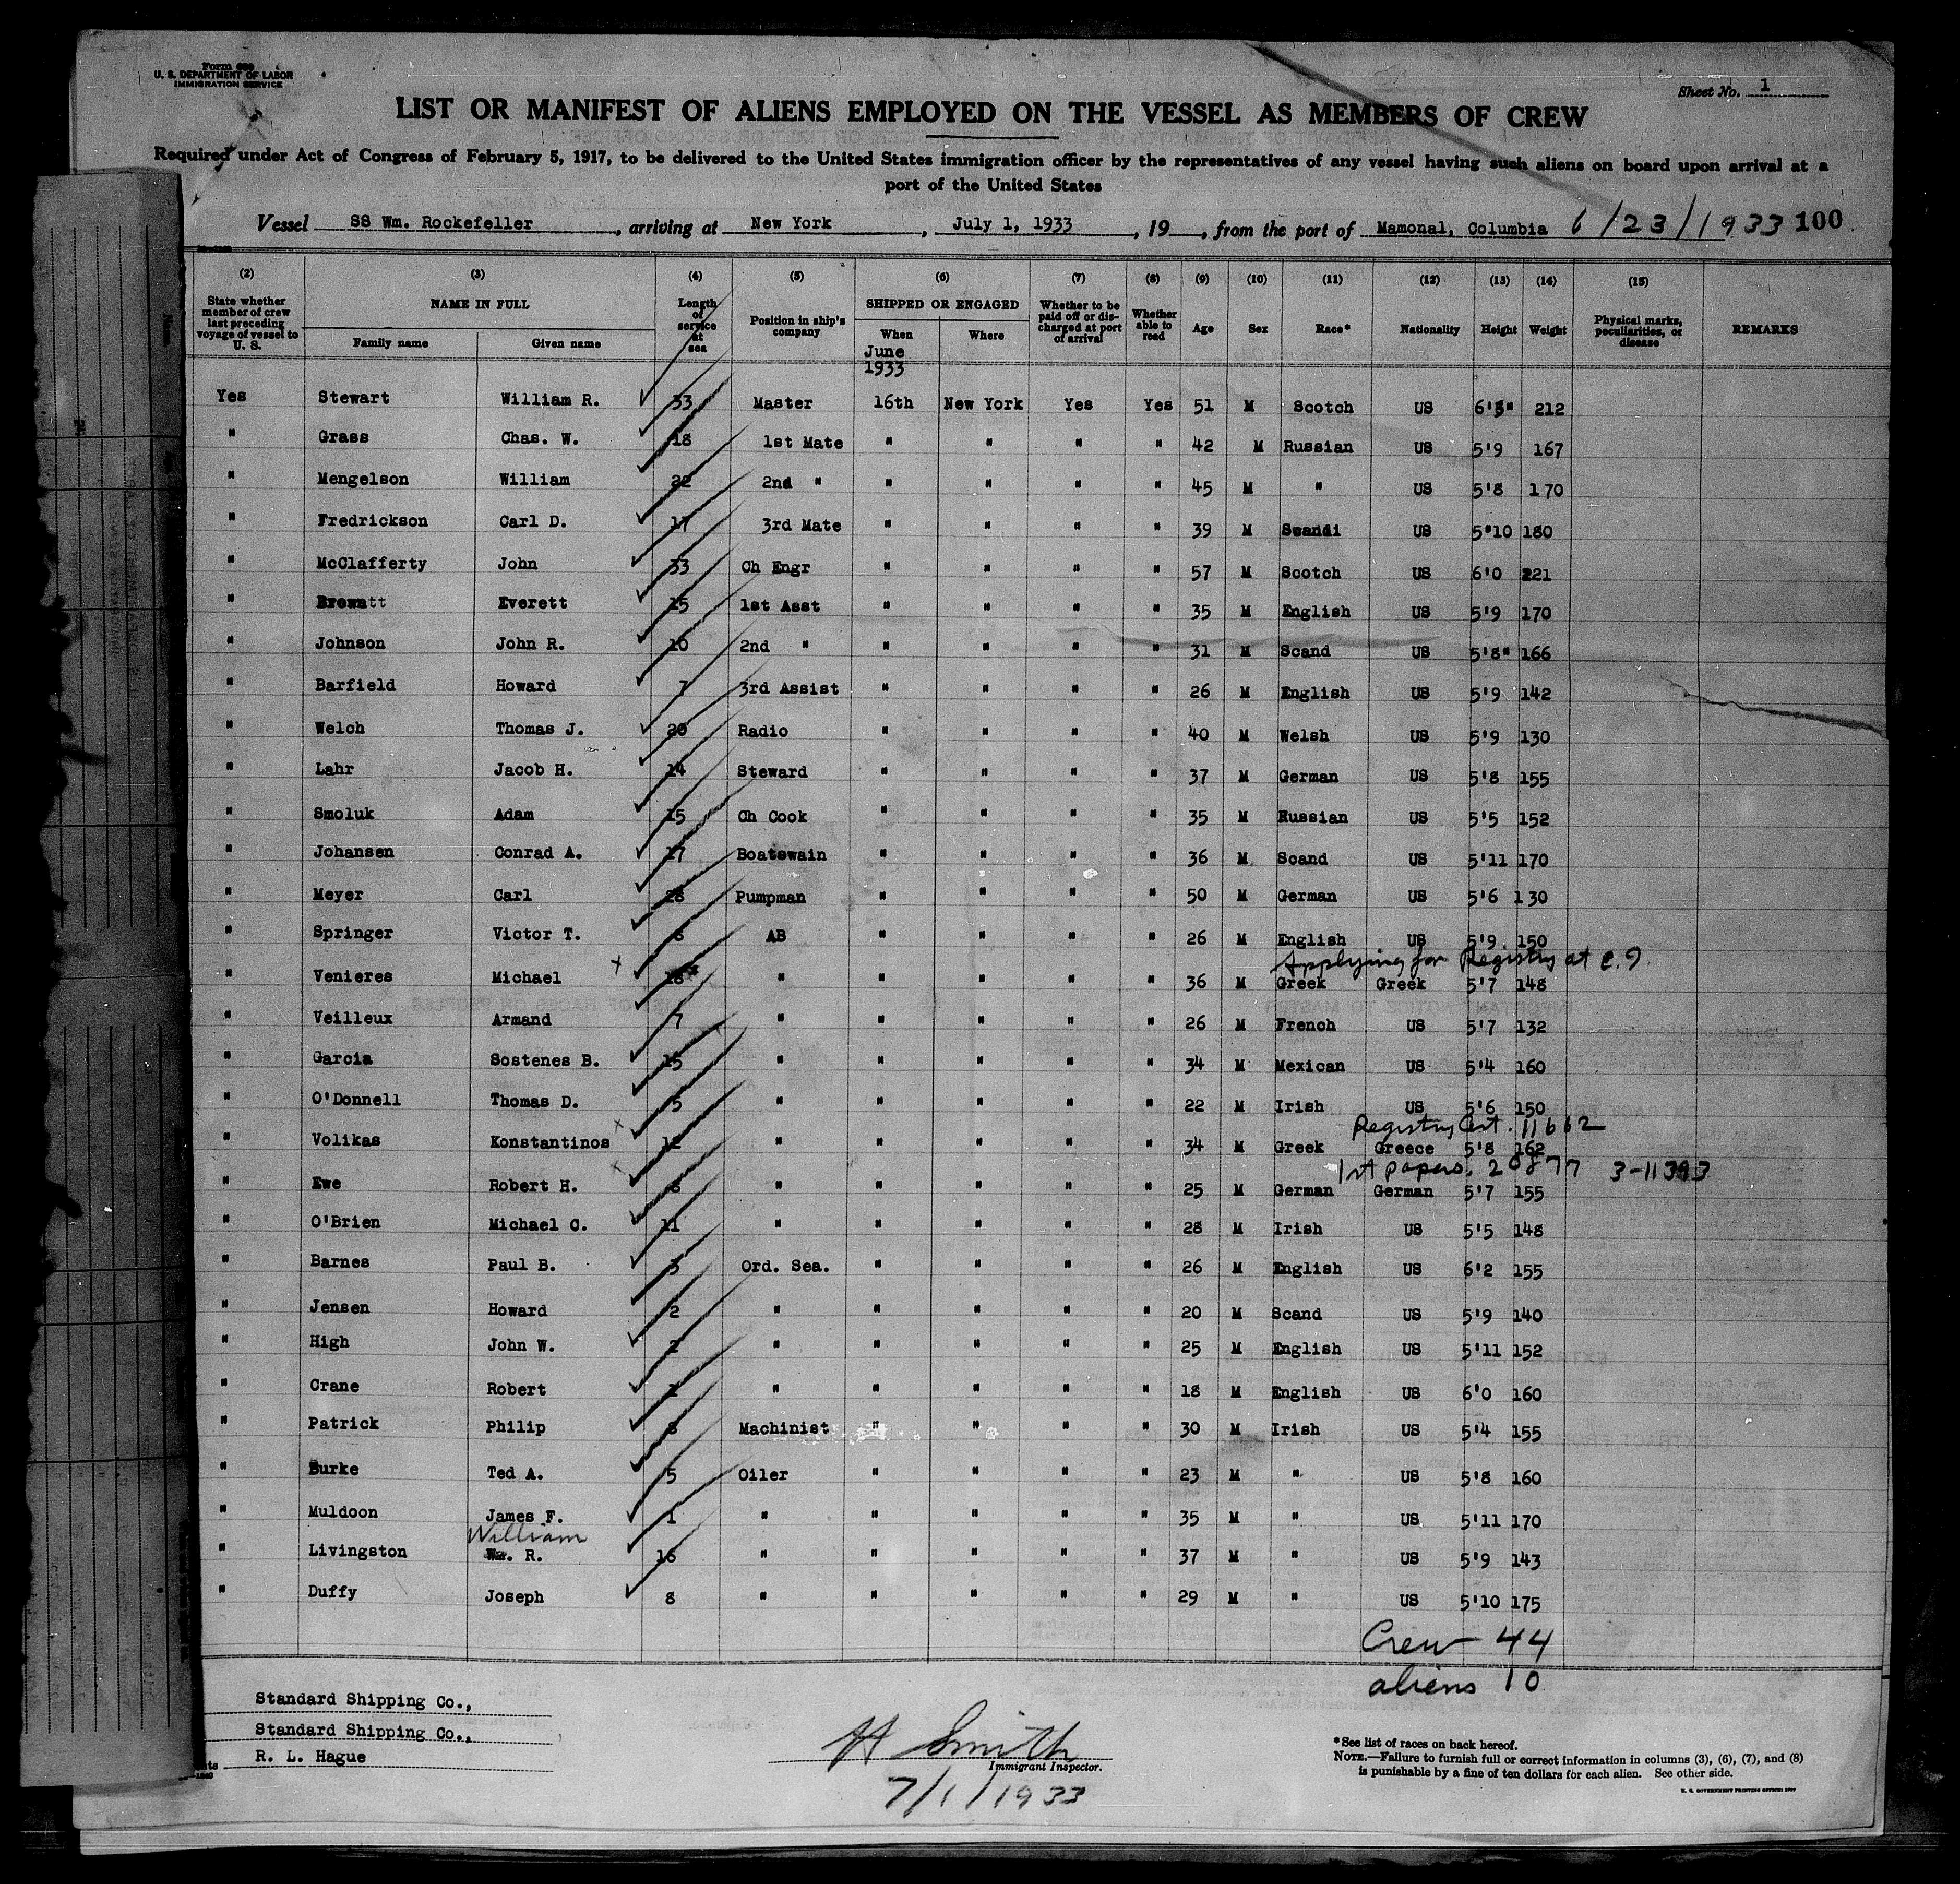 Form 680
U. S. DEPARTMENT OF LABOR
IMMIGRATION SERVICE
Sheet No. 1
LIST OR MANIFEST OF ALIENS EMPLOYED ON THE VESSEL AS MEMBERS OF CREW
Required under Act of Congress of February 5, 1917, to be delivered to the United States immigration officer by the representatives of any vessel having such aliens on board upon arrival at a
port of the United States
Vessel SS Wm. Rockefeller, arriving at New York, July 1, 1933, 19, from the port of Mamonal, Columbia 6/23/1933 100
(2) (3) (4) (5) (6) (7) (8) (9) (10) (11) (12) (13) (14) (15)
State whether member of crew last preceding voyage of vessel to U. S. NAME IN FULL Family name Given name Length of service at sea Position in ship's company SHIPPED OR ENGAGED When Where Whether to be paid off or discharged at port of arrival Whether able to read Age Sex Race* Nationality Height Weight Physical marks, peculiarities, or disease REMARKS
June
1933
Yes Stewart William R. 33 Master 16th New York Yes Yes 51 M Scotch US 6'3" 212
" Grass Chas. W. 18 1st Mate " " " " 42 M Russian US 5'9 167
" Mengelson William 22 2nd " " " " " 45 M " US 5'8 170
" Fredrickson Carl D. 17 3rd Mate " " " " 39 M Swandi US 5'10 180
" McClafferty John 33 Ch Engr " " " " 57 M Scotch US 6'0 221
" Everett 15 1st Asst " " " " 35 M English US 5'9 170
" Johnson John R. 10 2nd " " " " " 31 M Scand US 5'8" 166
" Barfield Howard 7 3rd Assist " " " " 26 M English US 5'9 142
" Welch Thomas J. 20 Radio " " " " 40 M Welsh US 5'9 130
" Lahr Jacob H. 14 Steward " " " " 37 M German US 5'8 155
" Smoluk Adam 15 Ch Cook " " " " 35 M Russian US 5'5 152
" Johansen Conrad A. 17 Boatswain " " " " 36 M Scand US 5'11 170
" Meyer Carl 28 Pumpman " " " " 50 M German US 5'6 130
" Springer Victor T. 8 AB " " " " 26 M English US 5'9 150
Applying for Registry at e.9
" Venieres Michael 18 " " " " " 36 M Greek Greek 5'7 148
" Veilleux Armand 7 " " " " " 26 M French US 5'7 132
" Garcia Sostenes B. 15 " " " " " 34 M Mexican US 5'4 160
" O'Donnell Thomas D. 5 " " " " " 22 M Irish US 5'6 150
Registry Cert. 11662
" Volikas Konstantinos 12 " " " " " 34 M Greek Greece 5'8 162
1st papers. 20877 3-11393
" Ewe Robert H. 8 " " " " " 25 M German German 5'7 155
" O'Brien Michael C. 11 " " " " " 28 M Irish US 5'5 148
" Barnes Paul B. 3 Ord. Sea. " " " " 26 M English US 6'2 155
" Jensen Howard 2 " " " " " 20 M Scand US 5'9 140
" High John W. 2 " " " " " 25 M English US 5'11 152
" Crane Robert 1 " " " " " 18 M English US 6'0 160
" Patrick Philip 8 Machinist " " " " 30 M Irish US 5'4 155
" Burke Ted A. 5 Oiler " " " " 23 M " US 5'8 160
" Muldoon James F. 1 " " " " " 35 M " US 5'11 170
William
" Livingston Wm. R. 16 " " " " " 37 M " US 5'9 143
" Duffy Joseph 8 " " " " " 29 M " US 5'10 175
Crew 44
aliens 10
Standard Shipping Co.,
Standard Shipping Co.,
R. L. Hague
H Smith
Immigrant Inspector.
7/1/1933
*See list of races on back hereof.
NOTE.—Failure to furnish full or correct information in columns (3), (6), (7), and (8)
is punishable by a fine of ten dollars for each alien. See other side.
U. S. GOVERNMENT PRINTING OFFICE